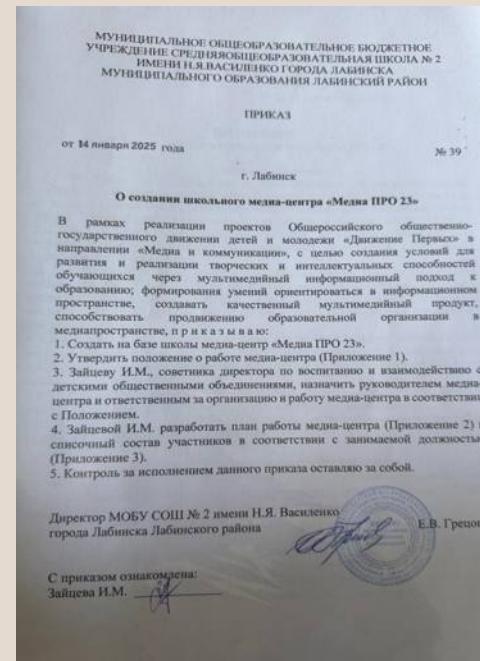 МУНИЦИПАЛЬНОЕ ОБЩЕОБРАЗОВАТЕЛЬНОЕ БЮДЖЕТНОЕ
УЧРЕЖДЕНИЕ СРЕДНЯЯОБЩЕОБРАЗОВАТЕЛЬНАЯ ШКОЛА № 2
ИМЕНИ Н.Я.ВАСИЛЕНКО ГОРОДА ЛАБИНСКА
МУНИЦИПАЛЬНОГО ОБРАЗОВАНИЯ ЛАБИНСКИЙ РАЙОН
ПРИКАЗ
от 14 января 2025 года № 39
г. Лабинск
О создании школьного медиа-центра «Медиа ПРО 23»
В рамках реализации проектов Общероссийского общественно-
государственного движении детей и молодежи «Движение Первых» в
направлении «Медиа и коммуникации», с целью создания условий для
развития и реализации творческих и интеллектуальных способностей
обучающихся через мультимедийный информационный подход к
образованию; формирования умений ориентироваться в информационном
пространстве, создавать качественный мультимедийный продукт,
способствовать продвижению образовательной организации в
медиапространстве, п р и к а з ы в а ю:
1. Создать на базе школы медиа-центр «Медиа ПРО 23».
2. Утвердить положение о работе медиа-центра (Приложение 1).
3. Зайцеву И.М., советника директора по воспитанию и взаимодействию с
детскими общественными объединениями, назначить руководителем медиа-
центра и ответственным за организацию и работу медиа-центра в соответствии
с Положением.
4. Зайцевой И.М. разработать план работы медиа-центра (Приложение 2) и
списочный состав участников в соответствии с занимаемой должностью
(Приложение 3).
5. Контроль за исполнением данного приказа оставляю за собой.
Директор МОБУ СОШ № 2 имени Н.Я. Василенко
города Лабинска Лабинского района Е.В. Грецов
С приказом ознакомлена:
Зайцева И.М.